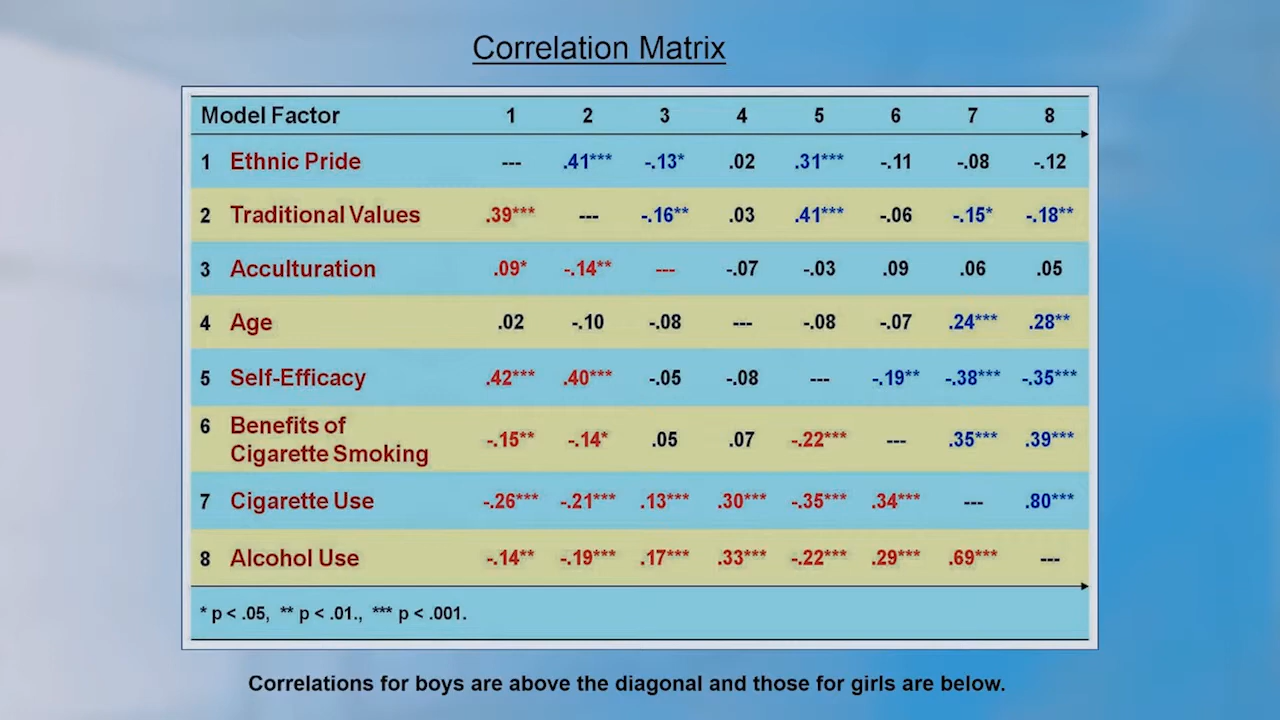 Correlation Matrix
Model Factor 1 2 3 4 5 6 7 8
1 Ethnic Pride --- .41*** -.13* .02 .31*** -.11 -.08 -.12
2 Traditional Values .39*** --- -.16** .03 .41*** -.06 -.15* -.18**
3 Acculturation .09* -.14** --- -.07 -.03 .09 .06 .05
4 Age .02 -.10 -.08 --- -.08 -.07 .24*** .28**
5 Self-Efficacy .42*** .40*** -.05 -.08 --- -.19** -.38*** -.35***
6 Benefits of
Cigarette Smoking -.15** -.14* .05 .07 -.22*** --- .35*** .39***
7 Cigarette Use -.26*** -.21*** .13*** .30*** -.35*** .34*** --- .80***
8 Alcohol Use -.14** -.19*** .17*** .33*** -.22*** .29*** .69*** ---
* p < .05, ** p < .01., *** p < .001.
Correlations for boys are above the diagonal and those for girls are below.